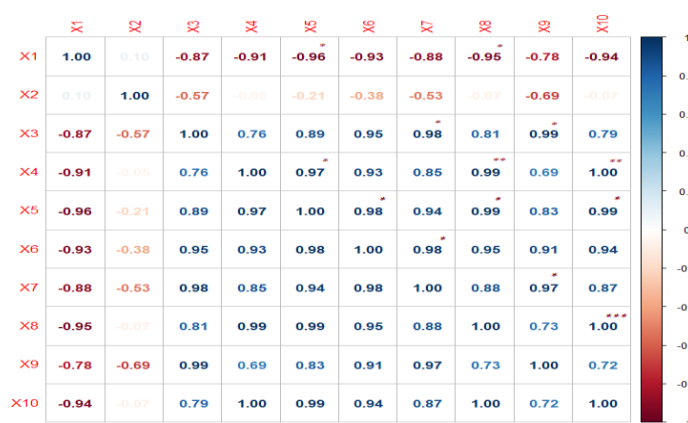 X1 X2 X3 X4 X5 X6 X7 X8 X9 X10
X1 1.00 0.10 -0.87 -0.91 -0.96* -0.93 -0.88 -0.95* -0.78 -0.94
X2 0.10 1.00 -0.57 -0.05 -0.21 -0.38 -0.53 -0.07 -0.69 -0.07
X3 -0.87 -0.57 1.00 0.76 0.89 0.95 0.98* 0.81 0.99* 0.79
X4 -0.91 -0.05 0.76 1.00 0.97* 0.93 0.85 0.99** 0.69 1.00**
X5 -0.96 -0.21 0.89 0.97 1.00 0.98* 0.94 0.99* 0.83 0.99*
X6 -0.93 -0.38 0.95 0.93 0.98 1.00 0.98* 0.95 0.91 0.94
X7 -0.88 -0.53 0.98 0.85 0.94 0.98 1.00 0.88 0.97* 0.87
X8 -0.95 -0.07 0.81 0.99 0.99 0.95 0.88 1.00 0.73 1.00***
X9 -0.78 -0.69 0.99 0.69 0.83 0.91 0.97 0.73 1.00 0.72
X10 -0.94 -0.07 0.79 1.00 0.99 0.94 0.87 1.00 0.72 1.00